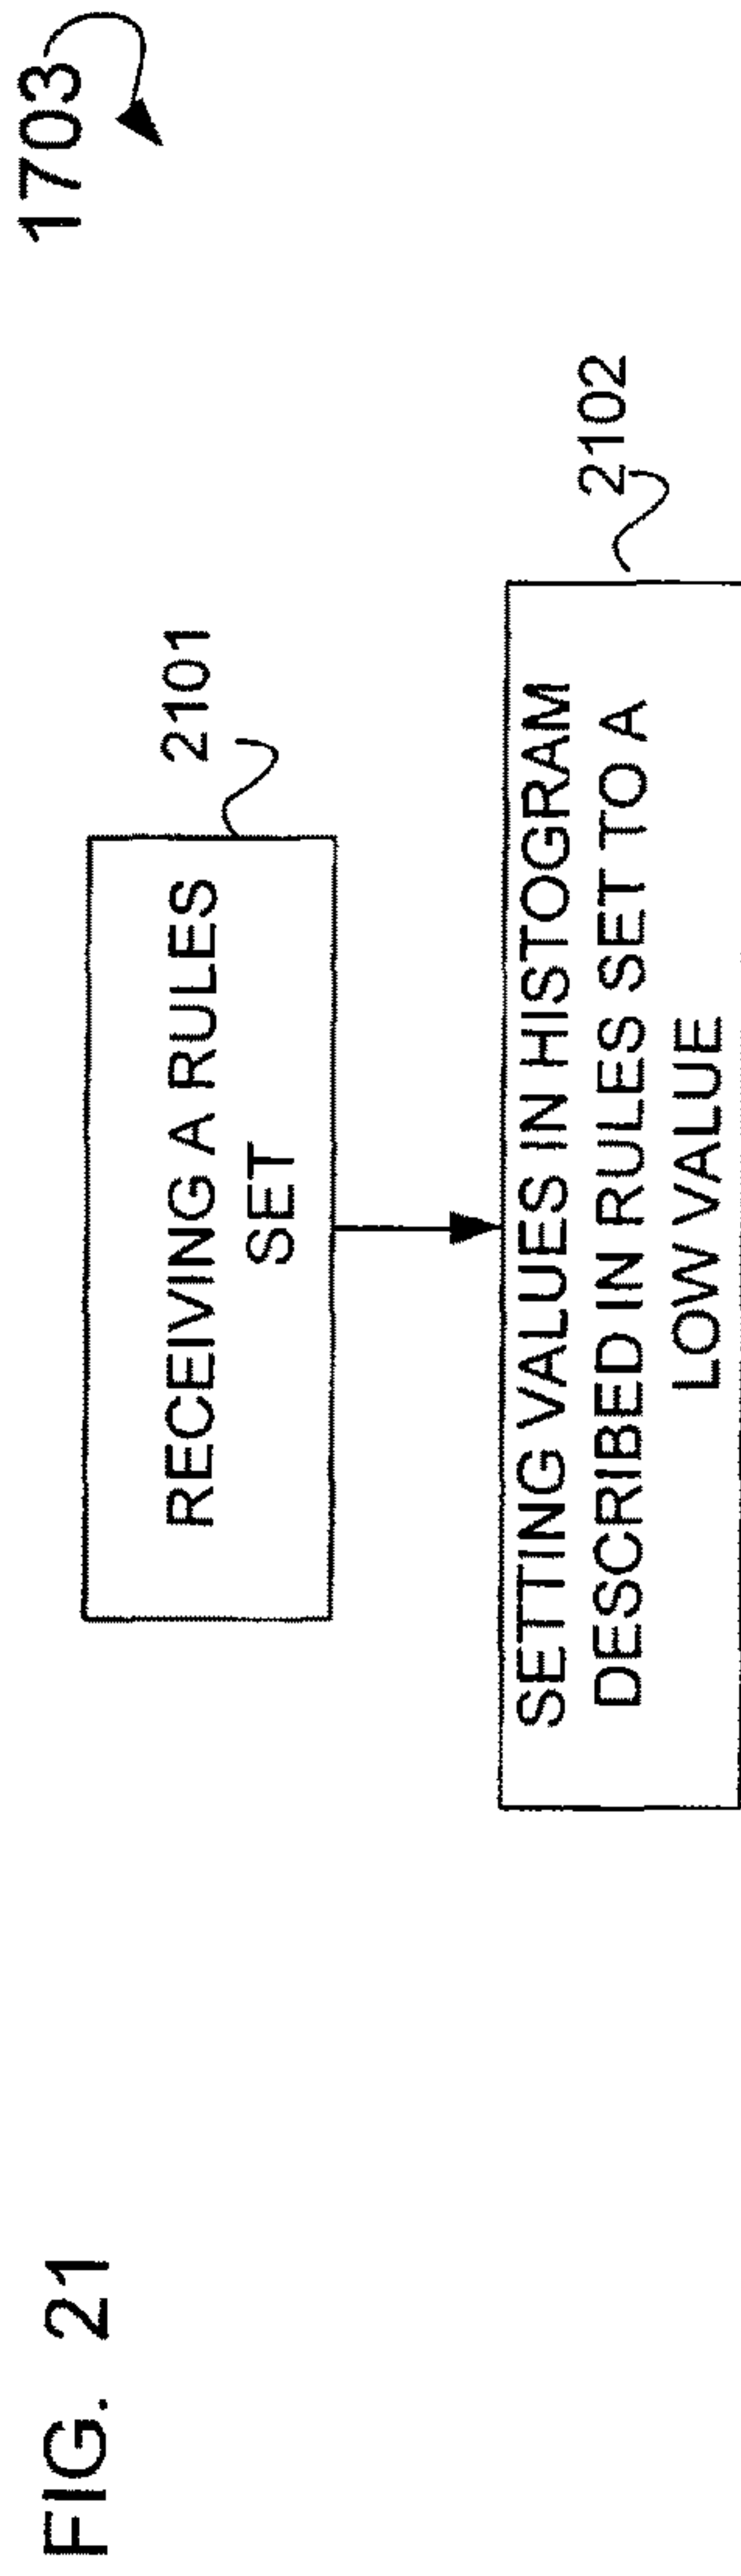 FIG. 21
1703
2101
RECEIVING A RULES
SET
2102
SETTING VALUES IN HISTOGRAM
DESCRIBED IN RULES SET TO A
LOW VALUE